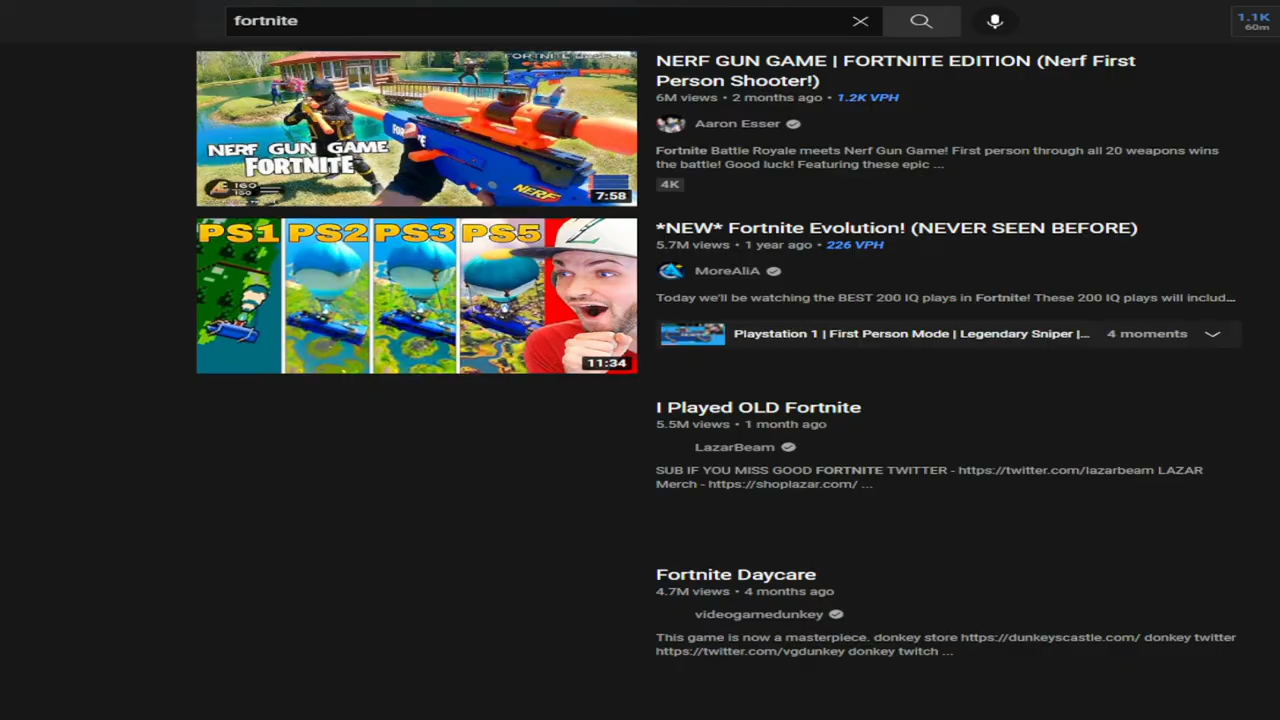 fortnite
1.1K
60m
NERF GUN GAME
FORTNITE
160
150
NERF
7:58
NERF GUN GAME | FORTNITE EDITION (Nerf First
Person Shooter!)
6M views • 2 months ago • 1.2K VPH
Aaron Esser
Fortnite Battle Royale meets Nerf Gun Game! First person through all 20 weapons wins
the battle! Good luck! Featuring these epic ...
4K
PS1 PS2 PS3 PS5
11:34
*NEW* Fortnite Evolution! (NEVER SEEN BEFORE)
5.7M views • 1 year ago • 226 VPH
MoreAliA
Today we'll be watching the BEST 200 IQ plays in Fortnite! These 200 IQ plays will includ...
Playstation 1 | First Person Mode | Legendary Sniper |... 4 moments
I Played OLD Fortnite
5.5M views • 1 month ago
LazarBeam
SUB IF YOU MISS GOOD FORTNITE TWITTER - https://twitter.com/lazarbeam LAZAR
Merch - https://shoplazar.com/ ...
Fortnite Daycare
4.7M views • 4 months ago
videogamedunkey
This game is now a masterpiece. donkey store https://dunkeyscastle.com/ donkey twitter
https://twitter.com/vgdunkey donkey twitch ...